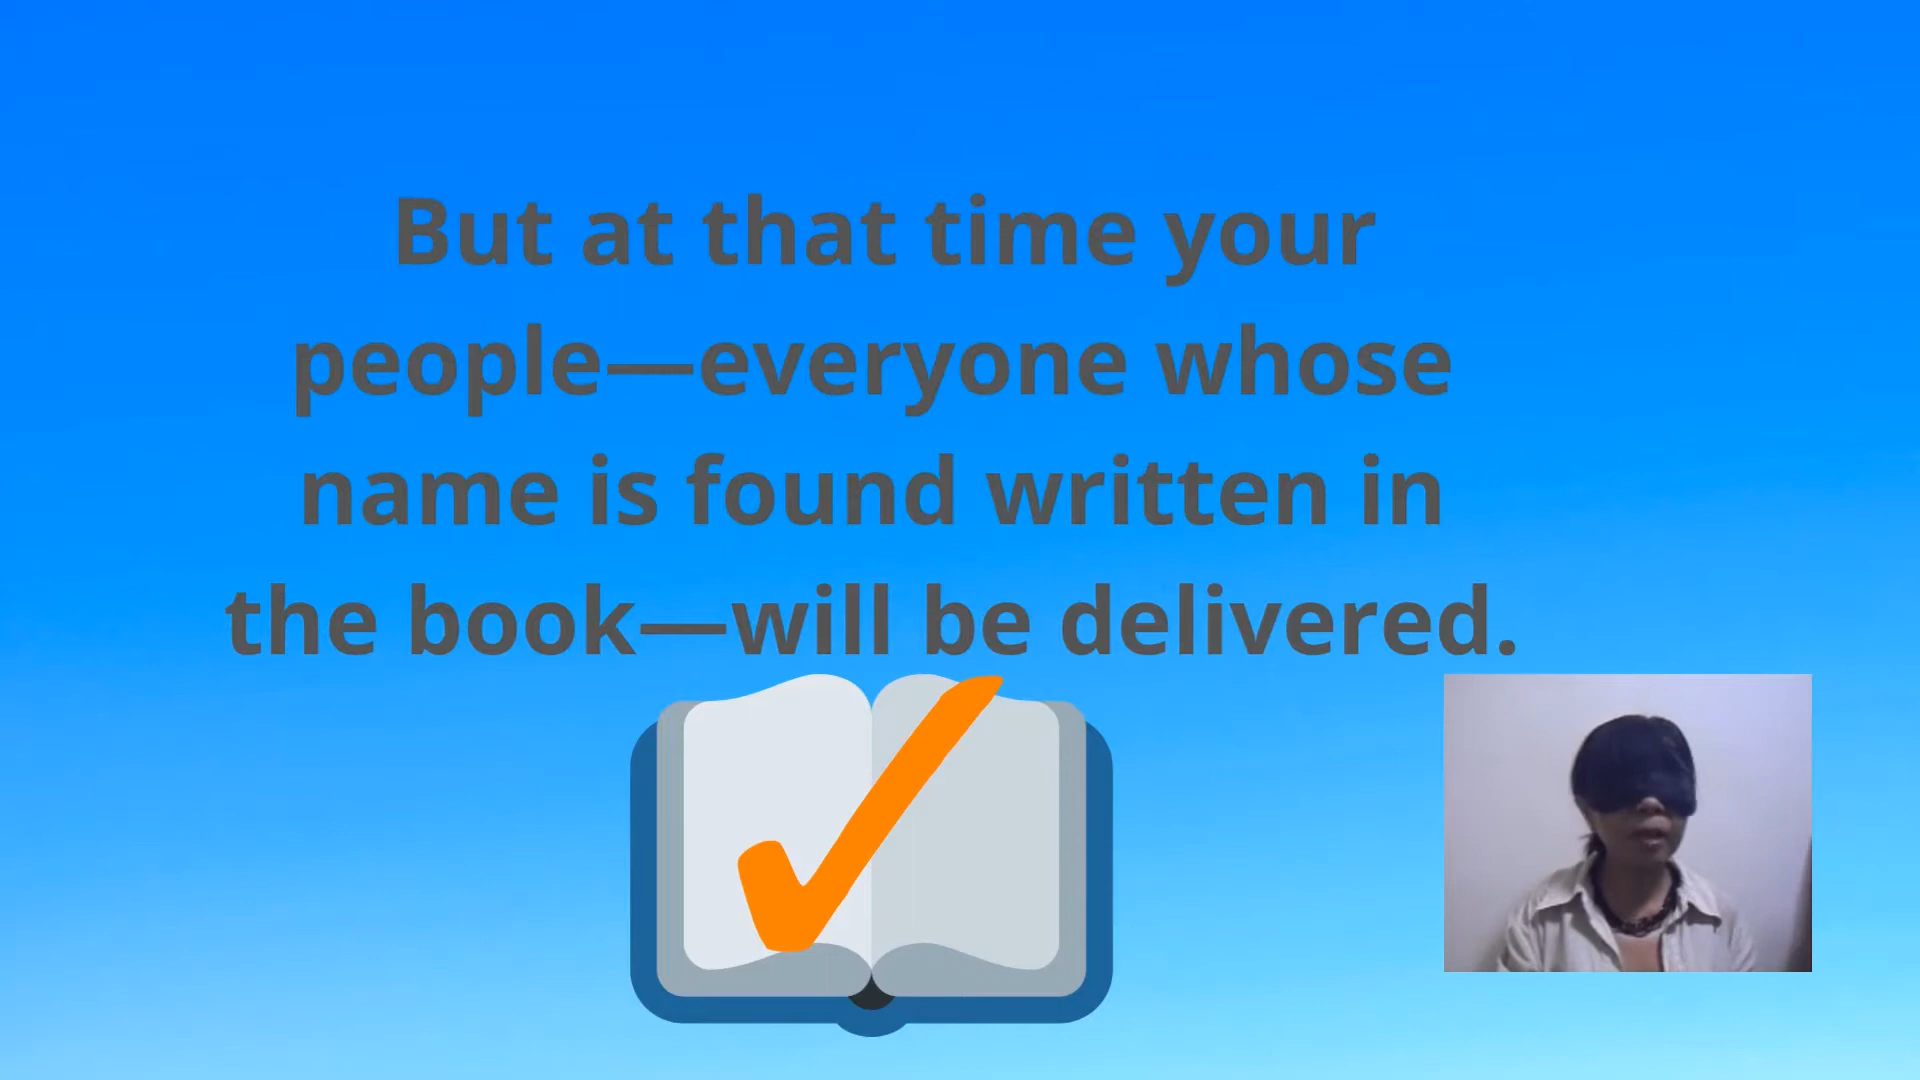 But at that time your
people—everyone whose
name is found written in
the book—will be delivered.